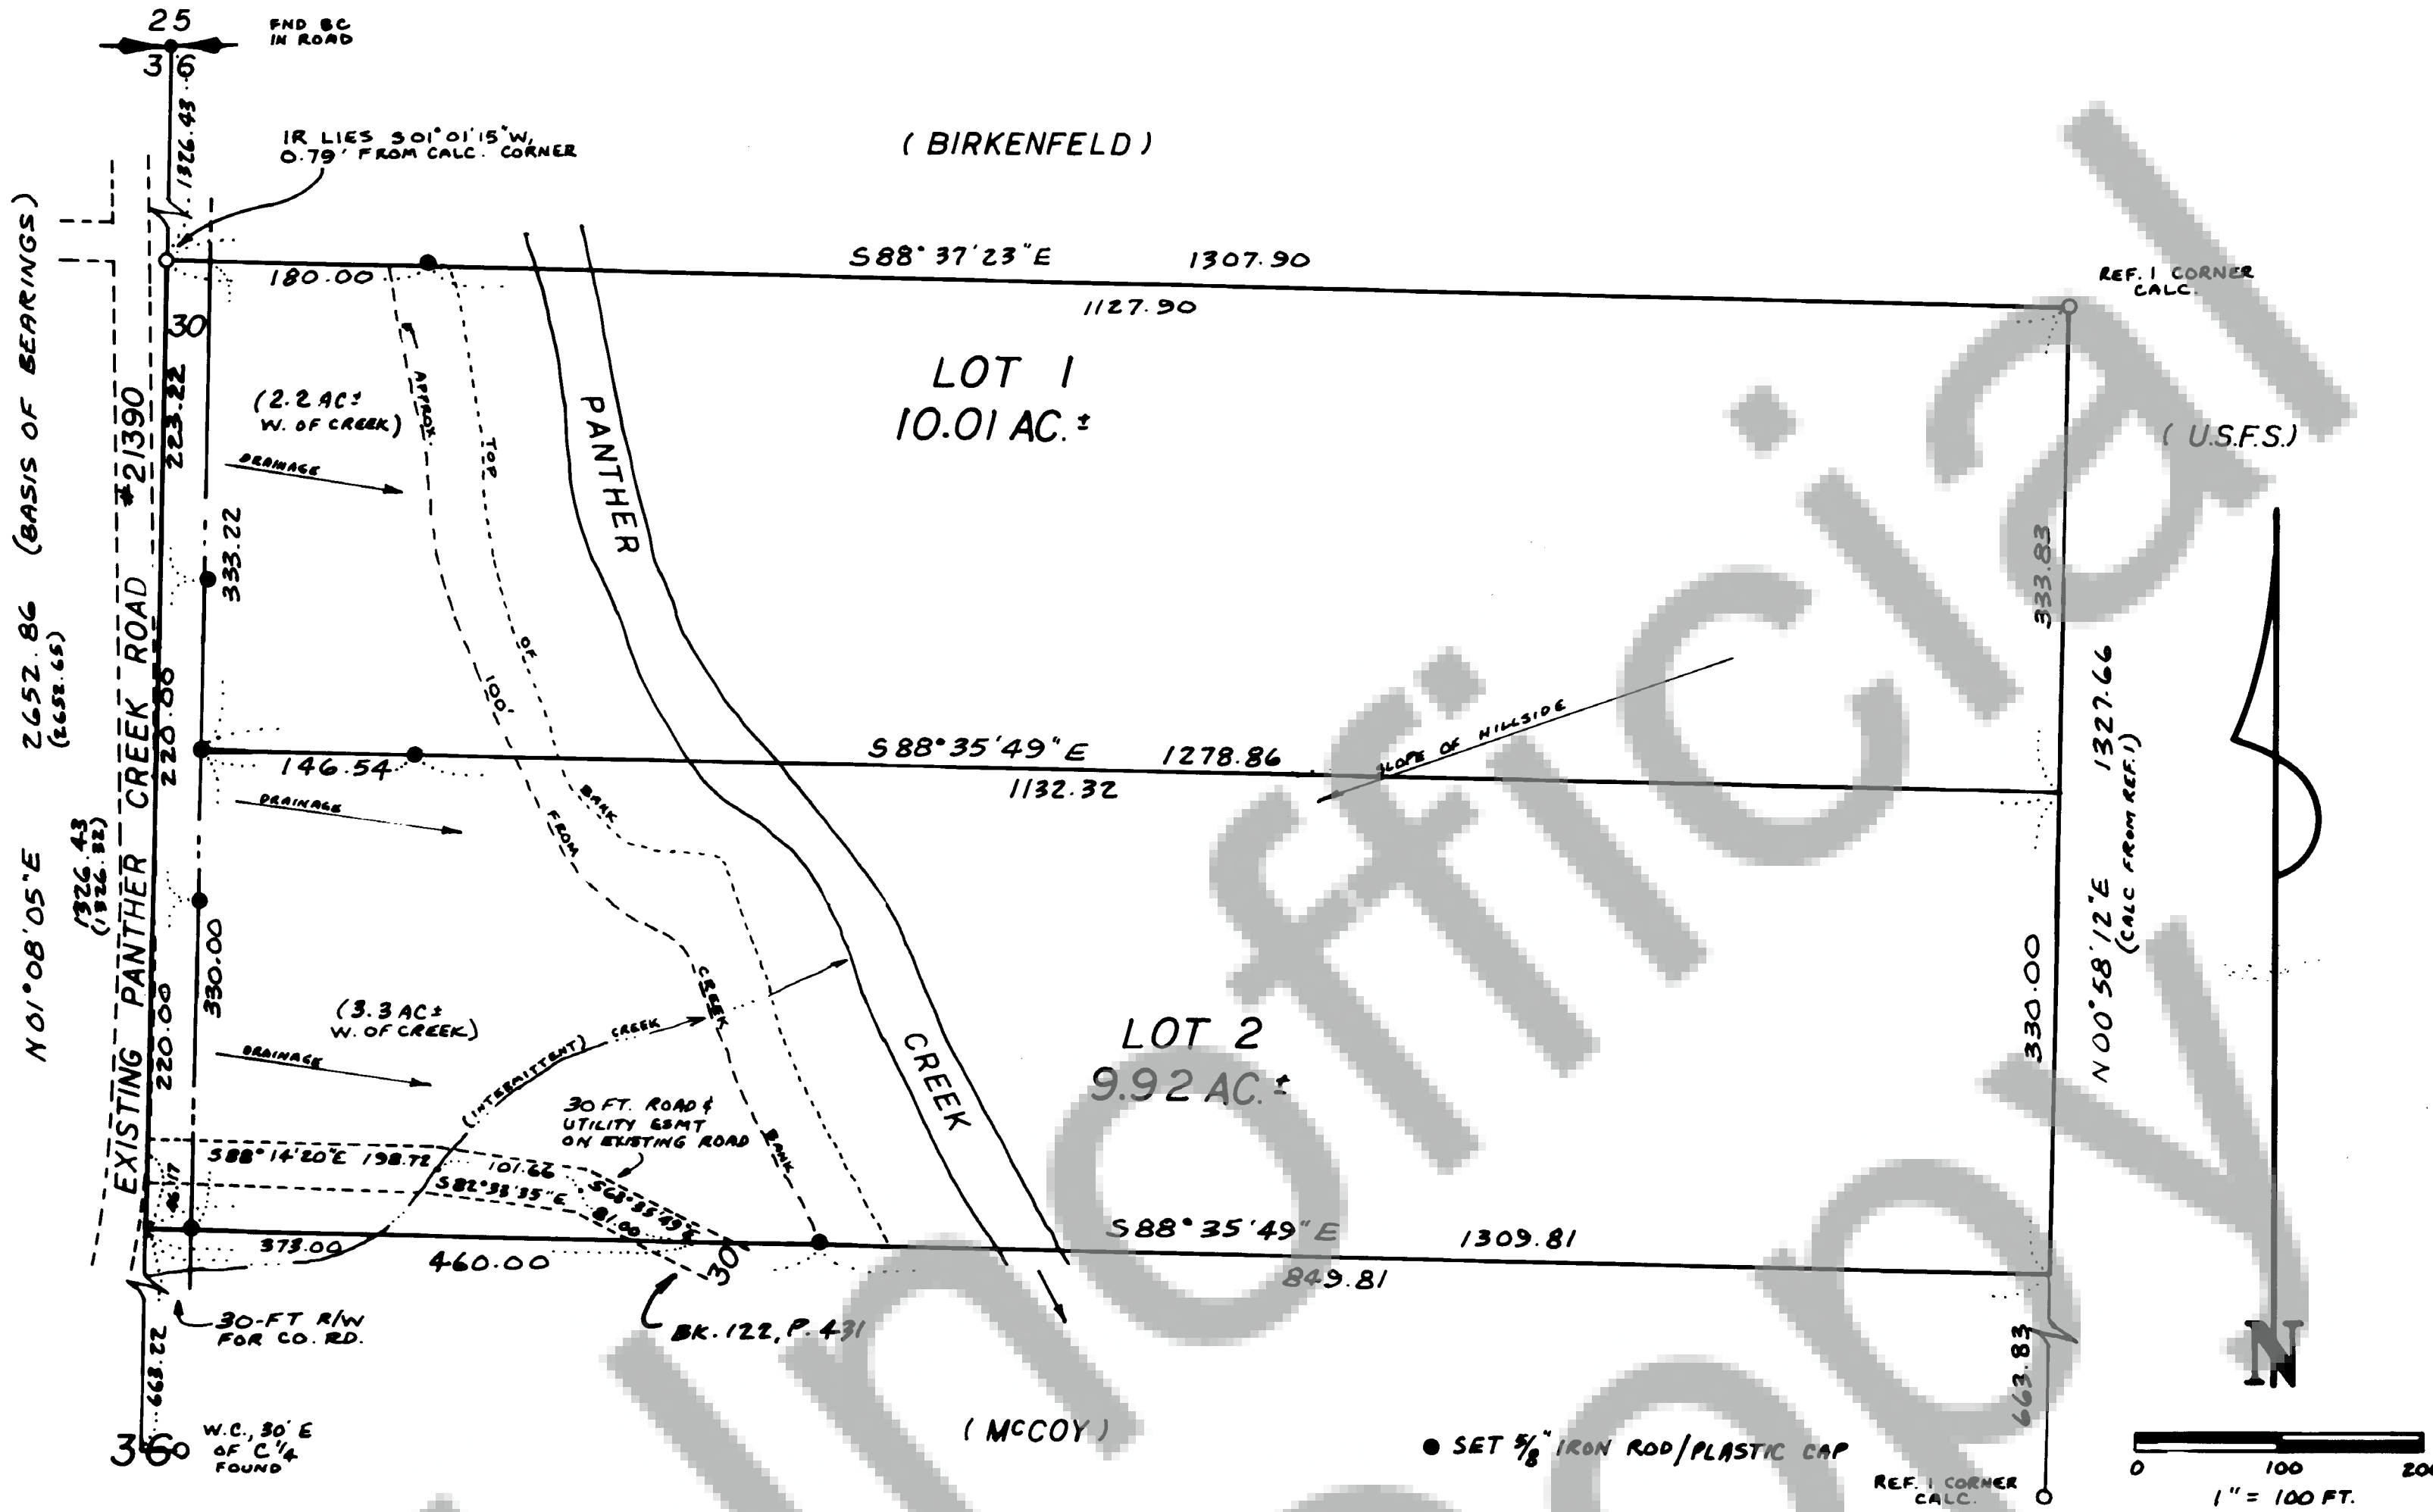 25
FND BC
IN ROAD
36
1326.43
IR LIES S01°01'15"W,
0.79' FROM CALC. CORNER
(BIRKENFELD)
S88°37'23"E 1307.90
180.00
1127.90
REF. 1 CORNER
CALC.
30
LOT 1
10.01 AC.±
(2.2 AC±
W. OF CREEK)
223.22
333.22
DRAINAGE
APPROX. 100' FROM CREEK BANK
TOP OF BANK
PANTHER CREEK
(U.S.F.S.)
333.83
N01°08'05"E 2652.86 (BASIS OF BEARINGS)
(2652.65)
1326.43
(1326.32)
EXISTING PANTHER CREEK ROAD #21390
220.00
S88°35'49"E 1278.86
146.54
1132.32
SLOPE OF HILLSIDE
DRAINAGE
N00°58'12"E 1327.66
(CALC FROM REF.1)
220.00
330.00
330.00
(3.3 AC±
W. OF CREEK)
DRAINAGE
(INTERMITTENT) CREEK
LOT 2
9.92 AC.±
30 FT. ROAD &
UTILITY ESMT
ON EXISTING ROAD
S88°14'20"E 198.72
101.66
S82°33'35"E
S63°35'49"E
81.00
46.17
S88°35'49"E 1309.81
373.00
460.00
30'
849.81
30-FT R/W
FOR CO. RD.
BK. 122, P. 431
663.22
663.83
36
W.C., 30' E
OF C 1/4
FOUND
(McCOY)
● SET 5/8" IRON ROD/PLASTIC CAP
REF. 1 CORNER
CALC.
N
0 100 200
1" = 100 FT.
Unofficial
Copy